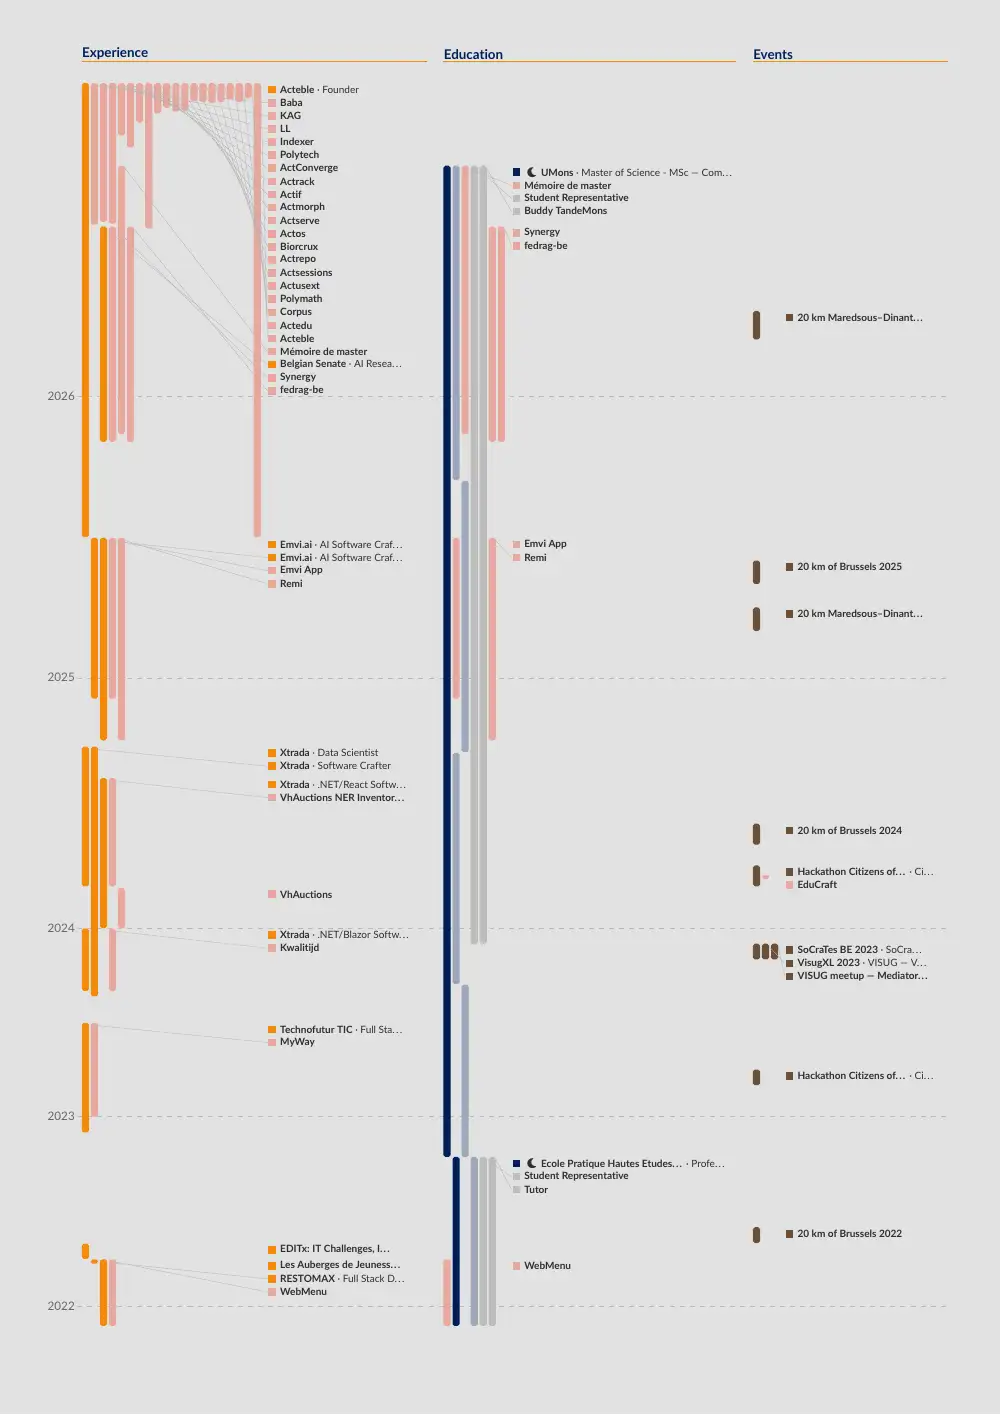 Experience
Acteble · Founder
Baba
KAG
LL
Indexer
Polytech
ActConverge
Actrack
Actif
Actmorph
Actserve
Actos
Biorcrux
Actrepo
Actsessions
Actusext
Polymath
Corpus
Actedu
Acteble
Mémoire de master
Belgian Senate · AI Resea...
Synergy
fedrag-be
2026
Emvi.ai · AI Software Craf...
Emvi.ai · AI Software Craf...
Emvi App
Remi
2025
Xtrada · Data Scientist
Xtrada · Software Crafter
Xtrada · .NET/React Softw...
VhAuctions NER Inventor...
VhAuctions
2024
Xtrada · .NET/Blazor Softw...
Kwalitijd
Technofutur TIC · Full Sta...
MyWay
2023
EDITx: IT Challenges, I...
Les Auberges de Jeuness...
RESTOMAX · Full Stack D...
WebMenu
2022
Education
UMons · Master of Science - MSc — Com...
Mémoire de master
Student Representative
Buddy TandeMons
Synergy
fedrag-be
Emvi App
Remi
Ecole Pratique Hautes Etudes... · Profe...
Student Representative
Tutor
WebMenu
Events
20 km Maredsous–Dinant...
20 km of Brussels 2025
20 km Maredsous–Dinant...
20 km of Brussels 2024
Hackathon Citizens of... · Ci...
EduCraft
SoCraTes BE 2023 · SoCra...
VisugXL 2023 · VISUG — V...
VISUG meetup — Mediator...
Hackathon Citizens of... · Ci...
20 km of Brussels 2022